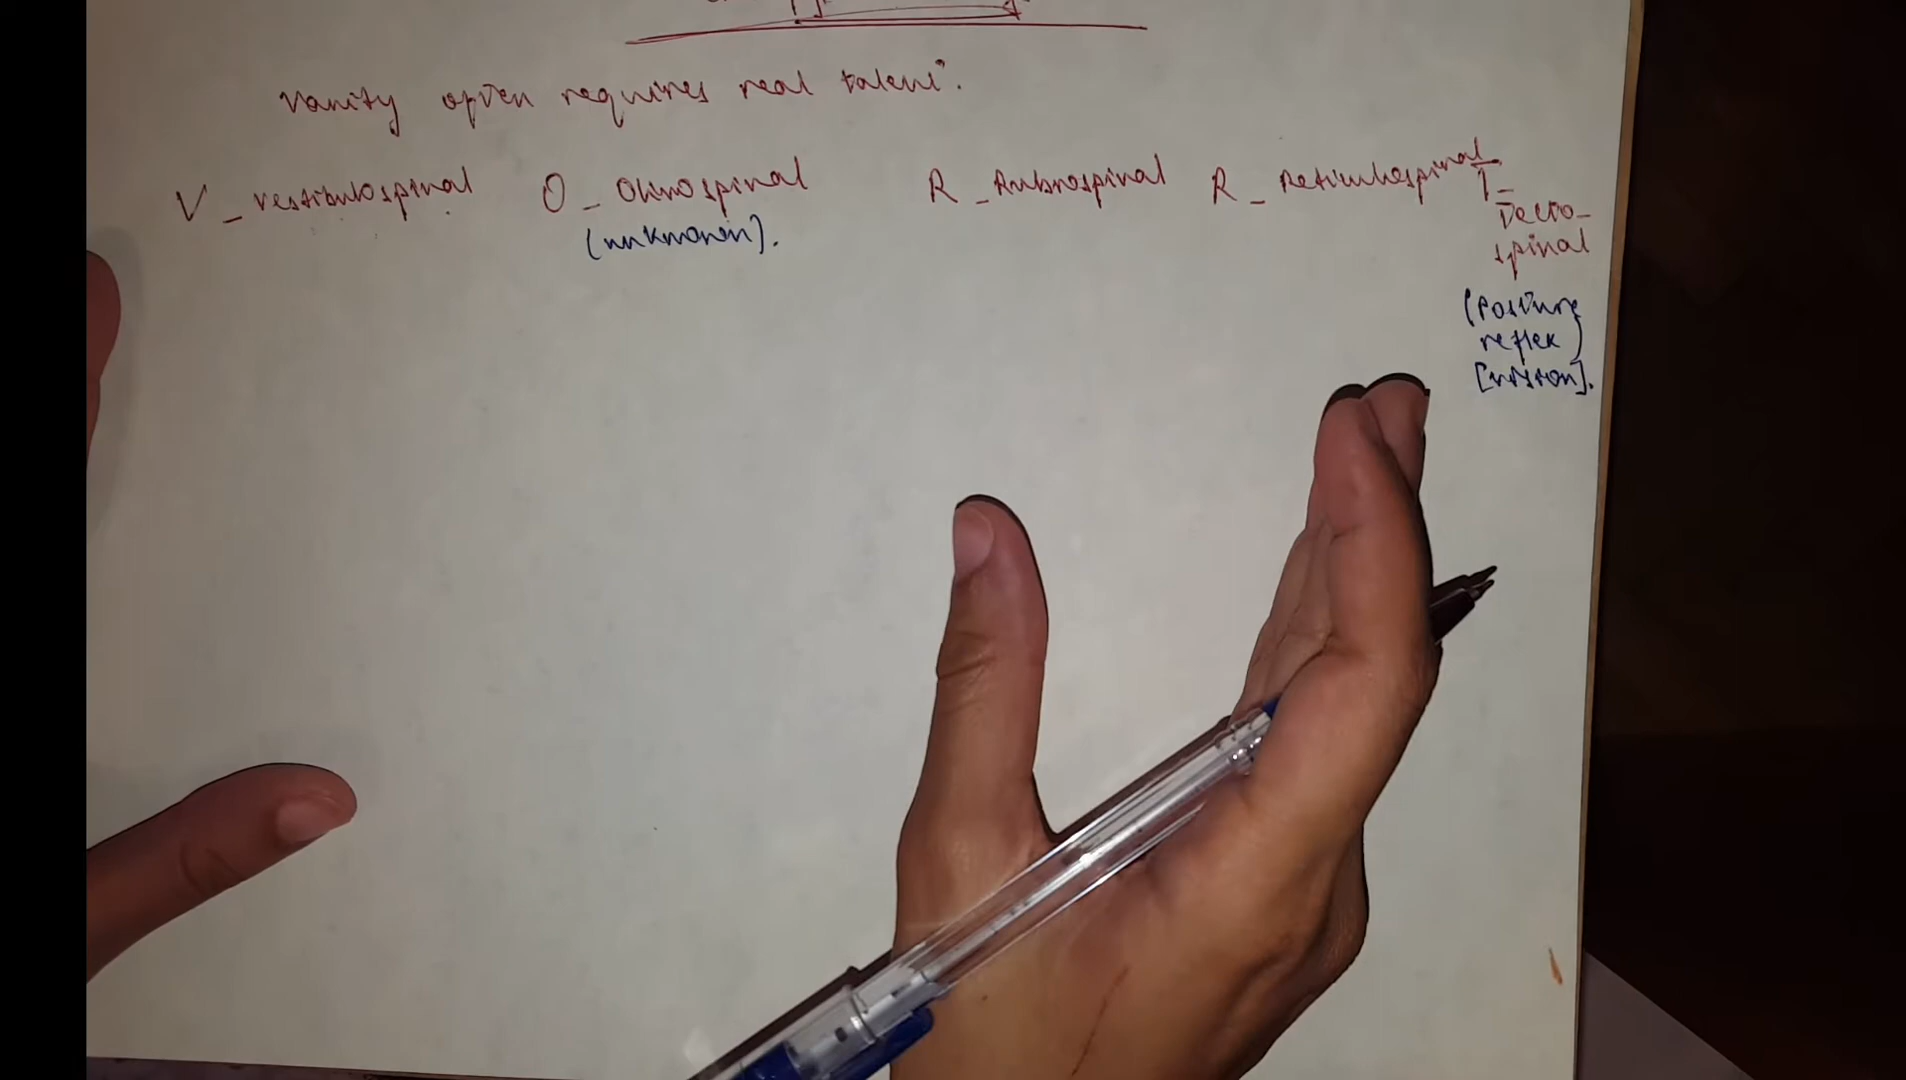 Vanity often requires real talent".
V - vestibulospinal O - Olivospinal R - Rubrospinal R - Reticulospinal T -
(unknown). Tecto-
spinal
(Posture
reflex)
[vision].